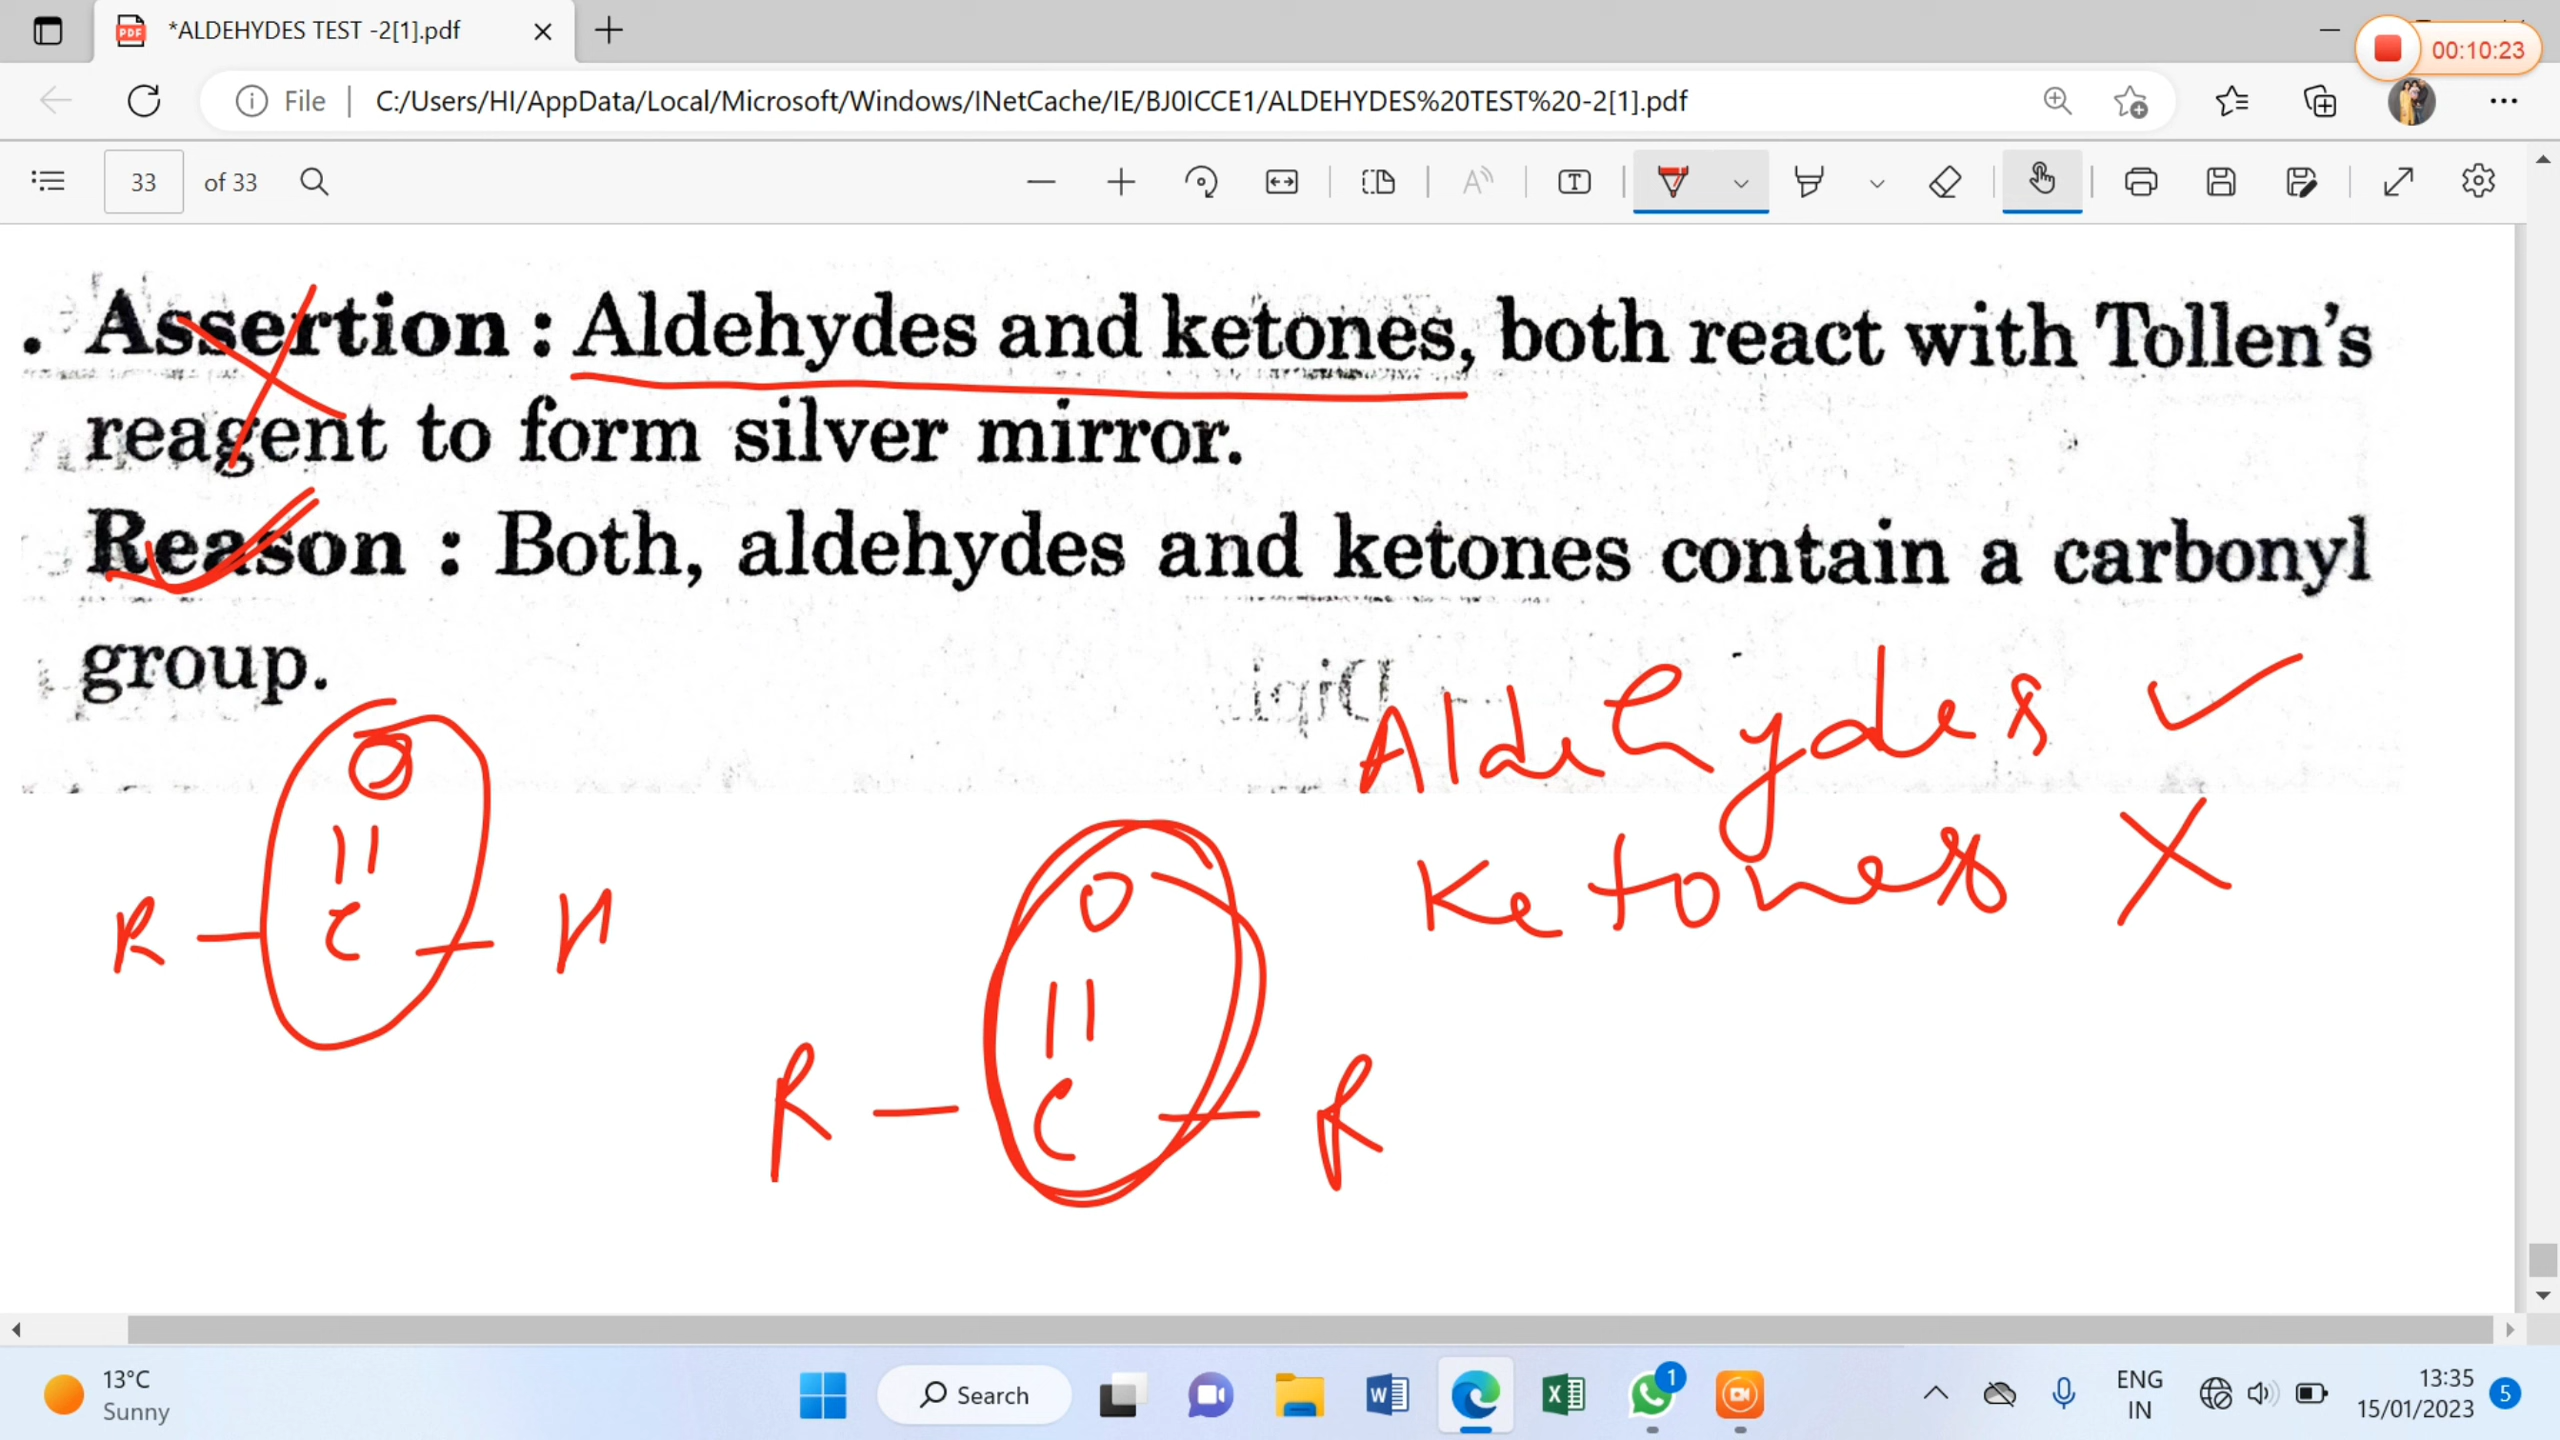 *ALDEHYDES TEST -2[1].pdf
00:10:23
File | C:/Users/HI/AppData/Local/Microsoft/Windows/INetCache/IE/BJ0ICCE1/ALDEHYDES%20TEST%20-2[1].pdf
33 of 33
. Assertion : Aldehydes and ketones, both react with Tollen's
reagent to form silver mirror.
Reason : Both, aldehydes and ketones contain a carbonyl
group.
Aldehydes ✓
Ketones X
O
||
R — C — H
O
||
R — C — R
13°C
Sunny
Search
1
ENG
IN
13:35
15/01/2023
5